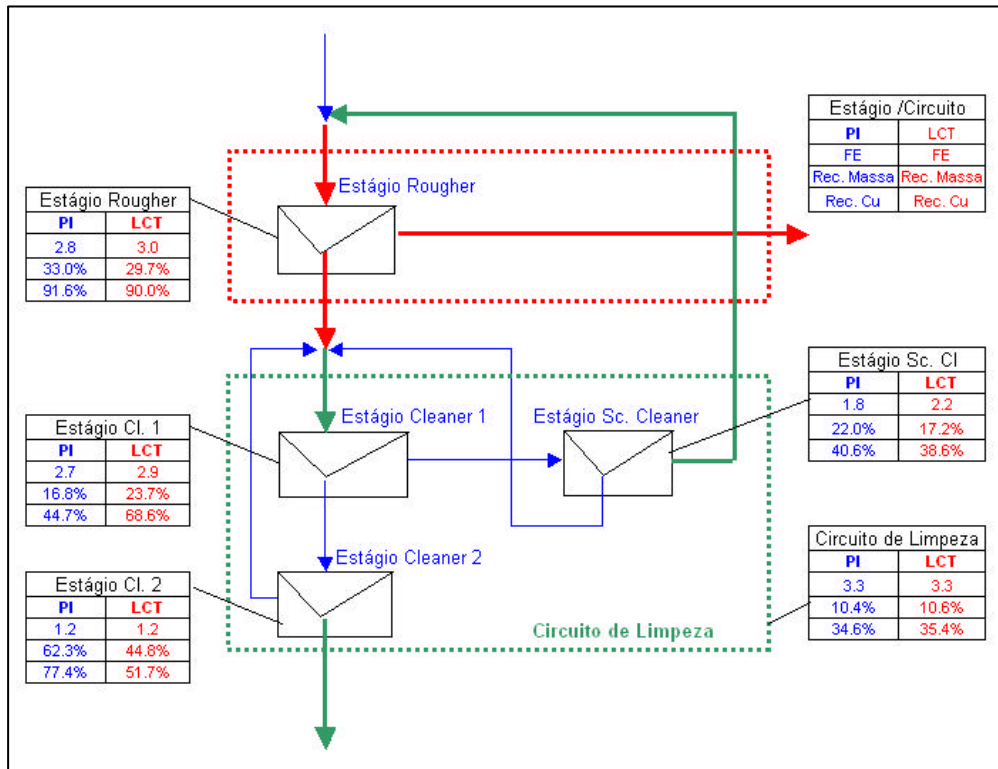 Estágio /Circuito
PI LCT
FE FE
Rec. Massa Rec. Massa
Rec. Cu Rec. Cu
Estágio Rougher
Estágio Rougher
PI LCT
2.8 3.0
33.0% 29.7%
91.6% 90.0%
Estágio Sc. Cl
PI LCT
1.8 2.2
22.0% 17.2%
40.6% 38.6%
Estágio Cleaner 1
Estágio Sc. Cleaner
Estágio Cl. 1
PI LCT
2.7 2.9
16.8% 23.7%
44.7% 68.6%
Estágio Cleaner 2
Circuito de Limpeza
PI LCT
3.3 3.3
10.4% 10.6%
34.6% 35.4%
Estágio Cl. 2
PI LCT
1.2 1.2
62.3% 44.8%
77.4% 51.7%
Circuito de Limpeza